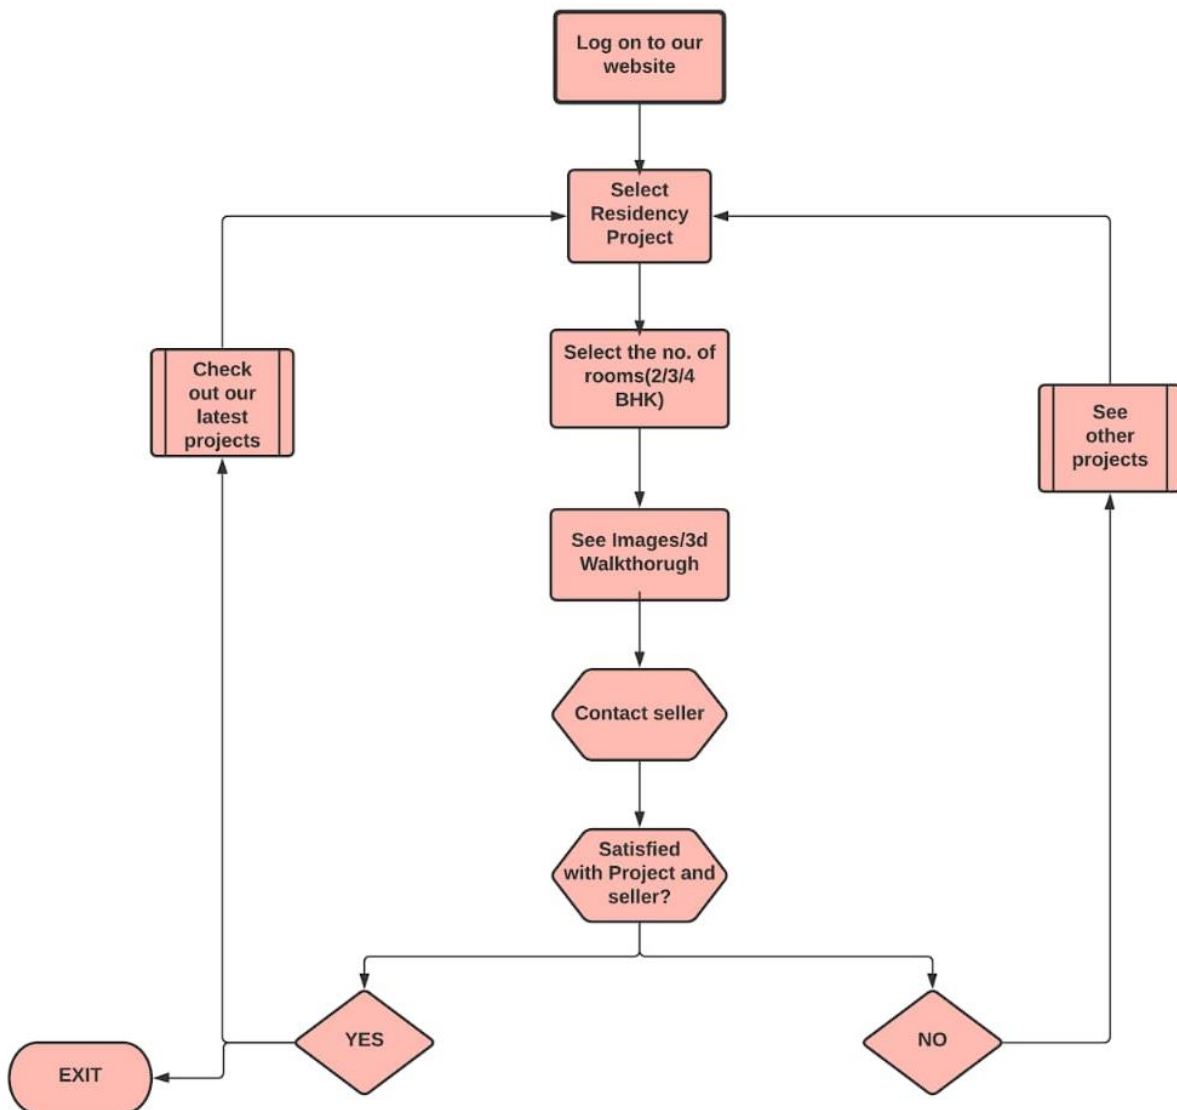 Log on to our
website
Select
Residency
Project
Select the no. of
rooms(2/3/4
BHK)
Check
out our
latest
projects
See
other
projects
See Images/3d
Walkthorugh
Contact seller
Satisfied
with Project and
seller?
YES
NO
EXIT